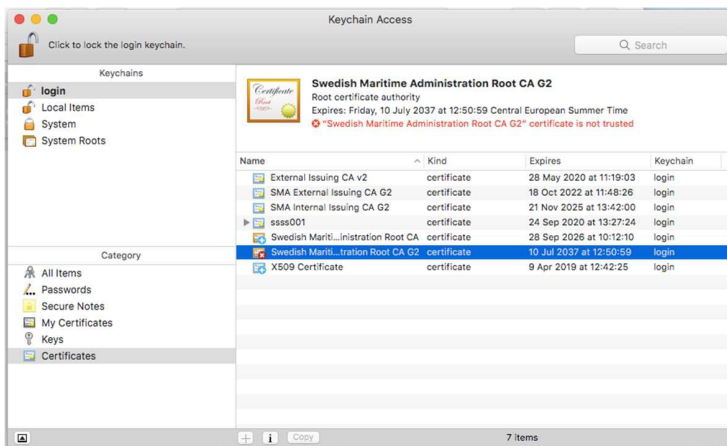 Keychain Access
Click to lock the login keychain.
Search
Keychains
login
Local Items
System
System Roots
Category
All Items
Passwords
Secure Notes
My Certificates
Keys
Certificates
Certificate
Root
Swedish Maritime Administration Root CA G2
Root certificate authority
Expires: Friday, 10 July 2037 at 12:50:59 Central European Summer Time
"Swedish Maritime Administration Root CA G2" certificate is not trusted
Name Kind Expires Keychain
External Issuing CA v2 certificate 28 May 2020 at 11:19:03 login
SMA External Issuing CA G2 certificate 18 Oct 2022 at 11:48:26 login
SMA Internal Issuing CA G2 certificate 21 Nov 2025 at 13:42:00 login
ssss001 certificate 24 Sep 2020 at 13:27:24 login
Swedish Mariti...inistration Root CA certificate 28 Sep 2026 at 10:12:10 login
Swedish Mariti...tration Root CA G2 certificate 10 Jul 2037 at 12:50:59 login
X509 Certificate certificate 9 Apr 2019 at 12:42:25 login
+ i Copy 7 items